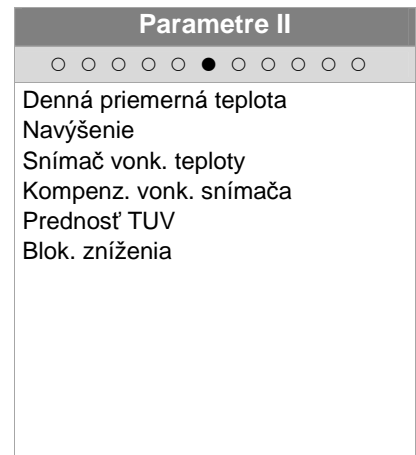 Parametre II
○ ○ ○ ○ ○ ● ○ ○ ○ ○ ○
Denná priemerná teplota
Navýšenie
Snímač vonk. teploty
Kompenz. vonk. snímača
Prednosť TUV
Blok. zníženia